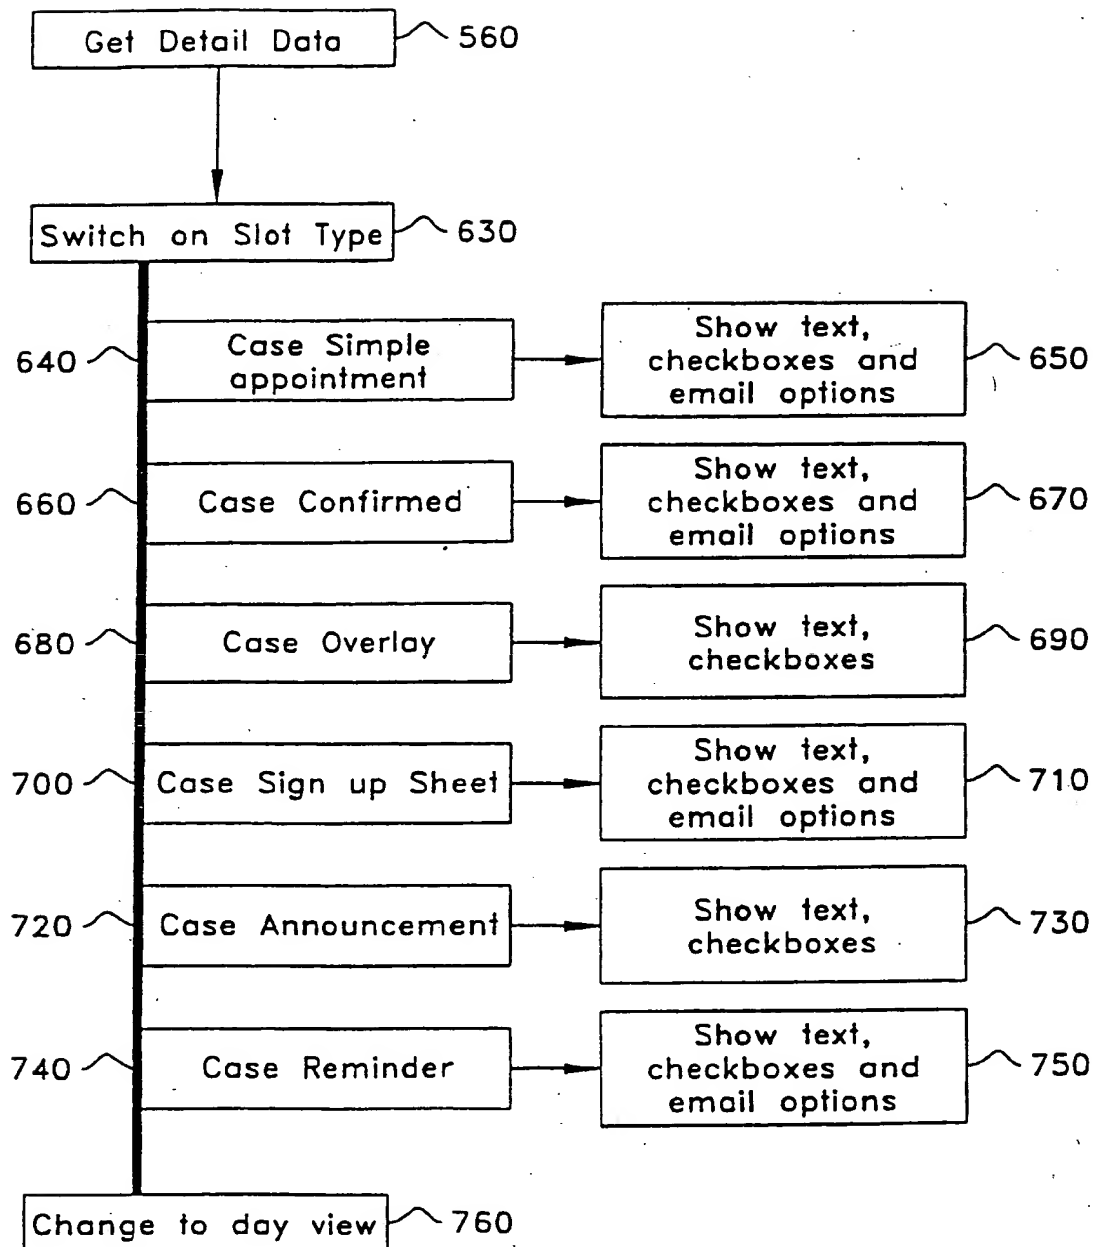 Get Detail Data
560
Switch on Slot Type
630
640
Case Simple
appointment
Show text,
checkboxes and
email options
650
660
Case Confirmed
Show text,
checkboxes and
email options
670
680
Case Overlay
Show text,
checkboxes
690
700
Case Sign up Sheet
Show text,
checkboxes and
email options
710
720
Case Announcement
Show text,
checkboxes
730
740
Case Reminder
Show text,
checkboxes and
email options
750
Change to day view
760